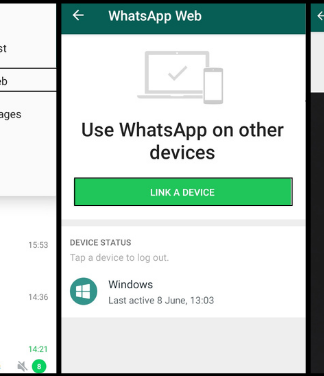 st
eb
ages
15:53
14:36
14:21
8
WhatsApp Web
Use WhatsApp on other
devices
LINK A DEVICE
DEVICE STATUS
Tap a device to log out.
Windows
Last active 8 June, 13:03